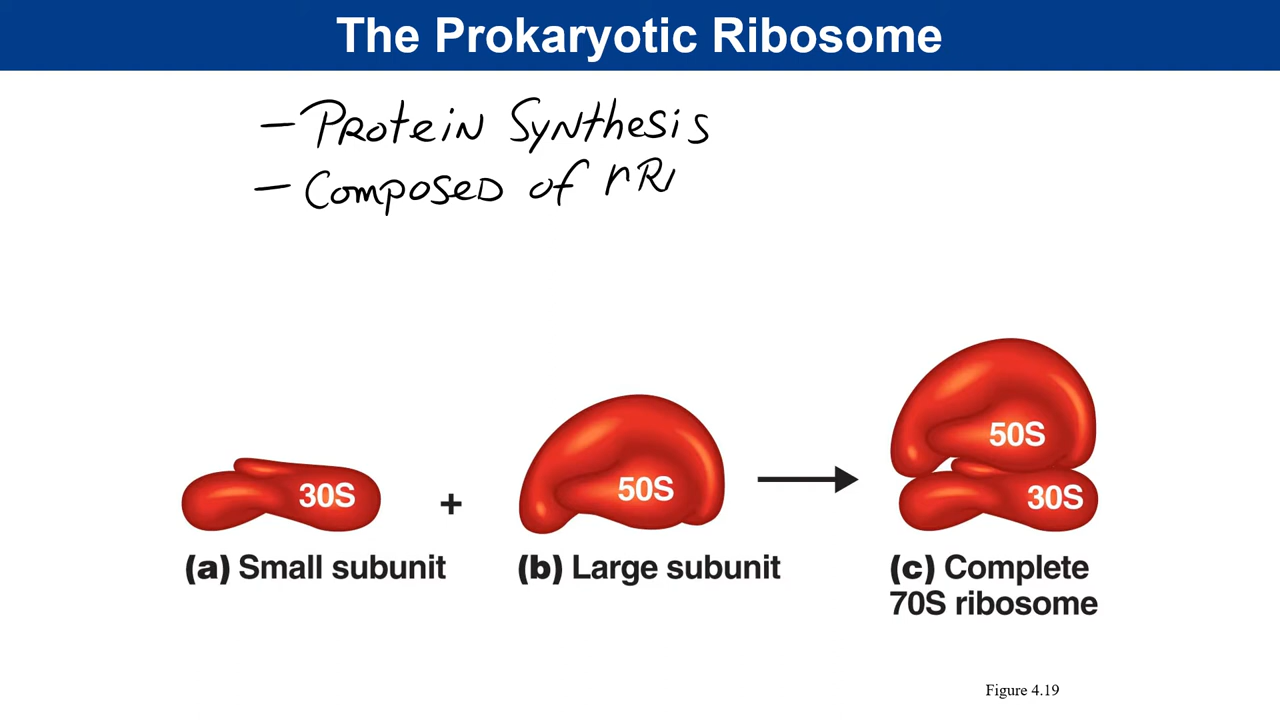 The Prokaryotic Ribosome
– Protein Synthesis
– Composed of rR
30S
+
50S
50S
30S
(a) Small subunit
(b) Large subunit
(c) Complete
70S ribosome
Figure 4.19